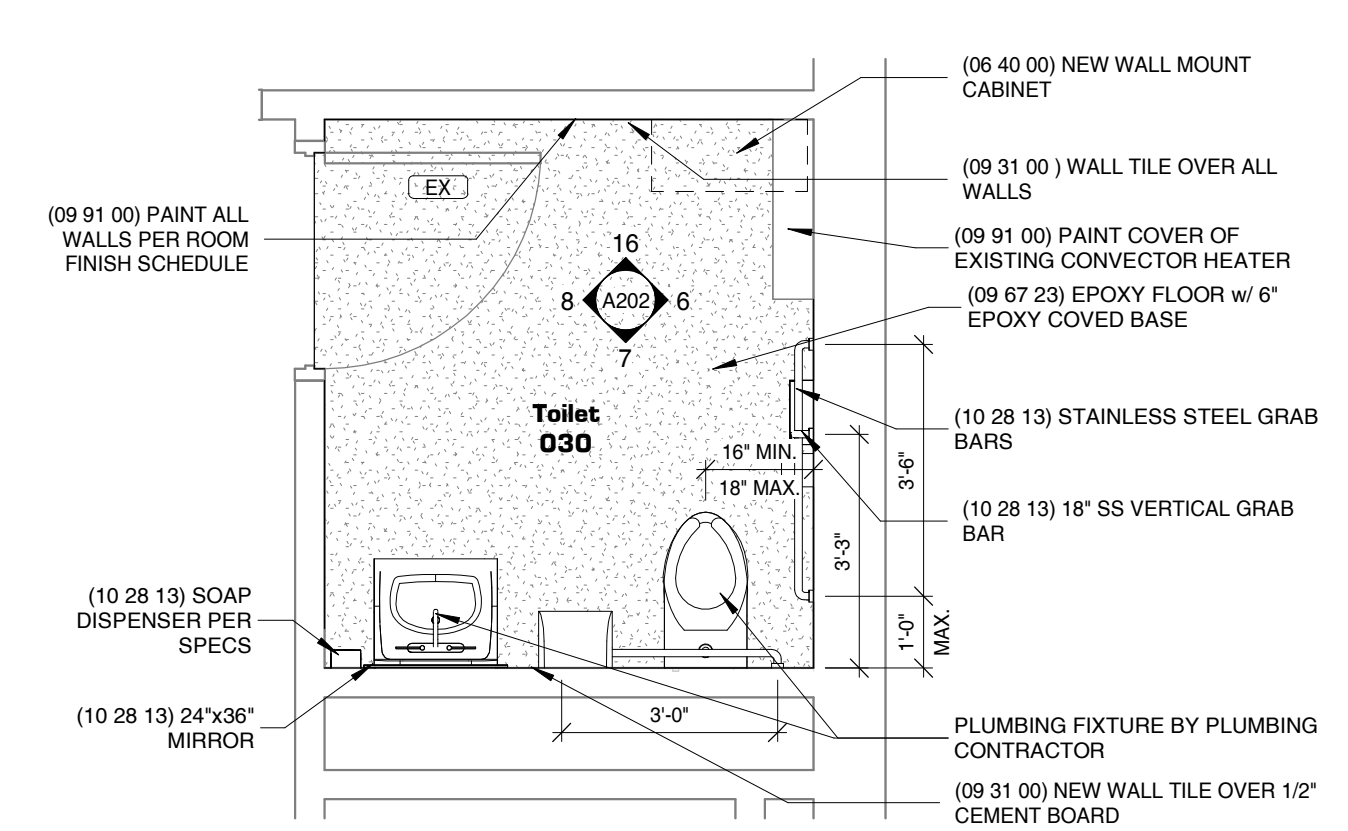 (06 40 00) NEW WALL MOUNT
CABINET
(09 31 00 ) WALL TILE OVER ALL
WALLS
EX
(09 91 00) PAINT ALL
WALLS PER ROOM
FINISH SCHEDULE
(09 91 00) PAINT COVER OF
EXISTING CONVECTOR HEATER
16
8
A202
6
7
(09 67 23) EPOXY FLOOR w/ 6"
EPOXY COVED BASE
Toilet
030
(10 28 13) STAINLESS STEEL GRAB
BARS
16" MIN.
18" MAX.
3'-6"
(10 28 13) 18" SS VERTICAL GRAB
BAR
3'-3"
1'-0"
MAX.
(10 28 13) SOAP
DISPENSER PER
SPECS
(10 28 13) 24"x36"
MIRROR
3'-0"
PLUMBING FIXTURE BY PLUMBING
CONTRACTOR
(09 31 00) NEW WALL TILE OVER 1/2"
CEMENT BOARD